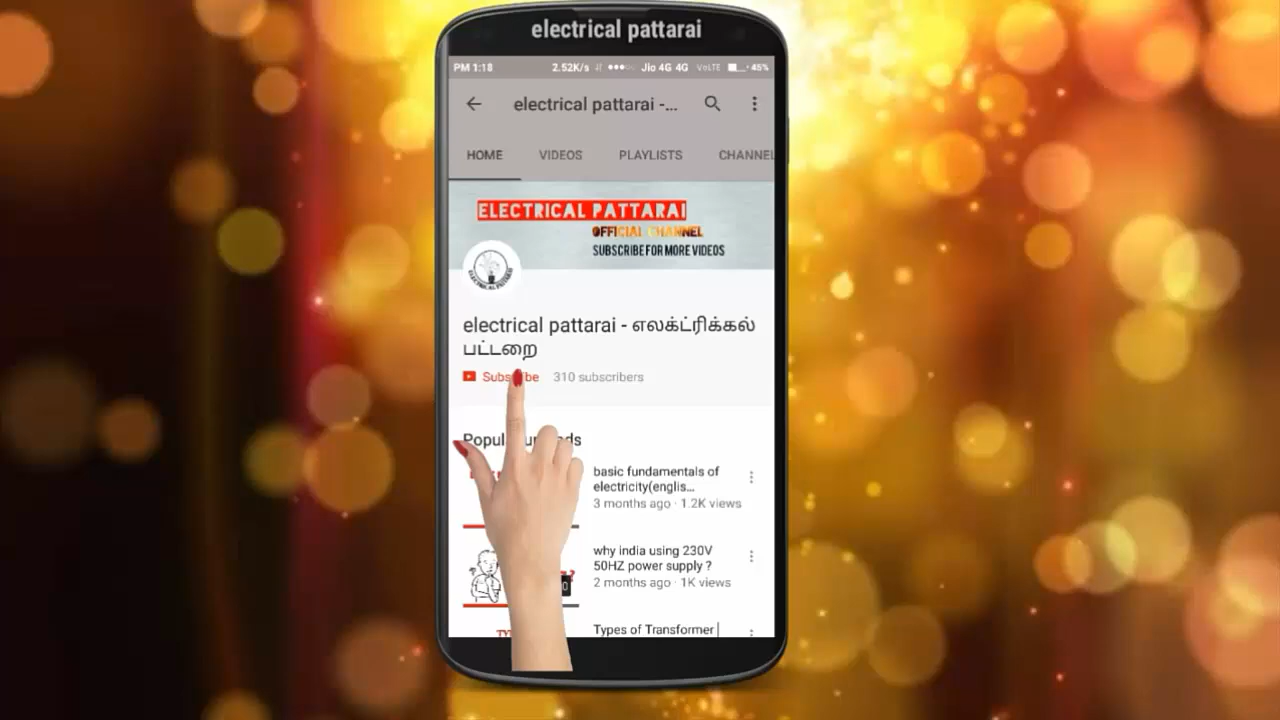 electrical pattarai
PM 1:18 2.52K/s Jio 4G 4G VoLTE 45%
electrical pattarai -...
HOME VIDEOS PLAYLISTS CHANNEL
ELECTRICAL PATTARAI
OFFICIAL CHANNEL
SUBSCRIBE FOR MORE VIDEOS
electrical pattarai - எலக்ட்ரிக்கல்
பட்டறை
310 subscribers
basic fundamentals of
electricity(englis...
3 months ago · 1.2K views
why india using 230V
50HZ power supply ?
2 months ago · 1K views
Types of Transformer |